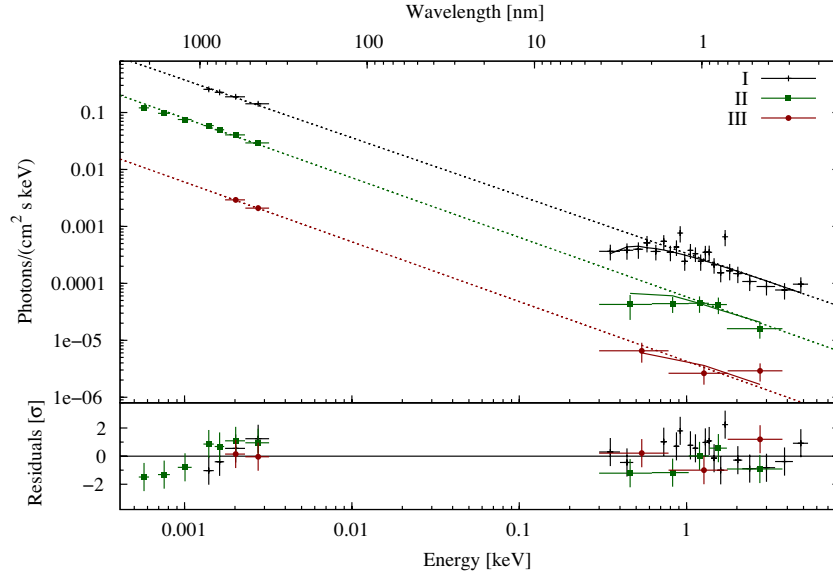 Wavelength [nm]
1000 100 10 1
I
II
III
Photons/(cm² s keV)
0.1
0.01
0.001
0.0001
1e-05
1e-06
Residuals [σ]
2
0
-2
0.001 0.01 0.1 1
Energy [keV]